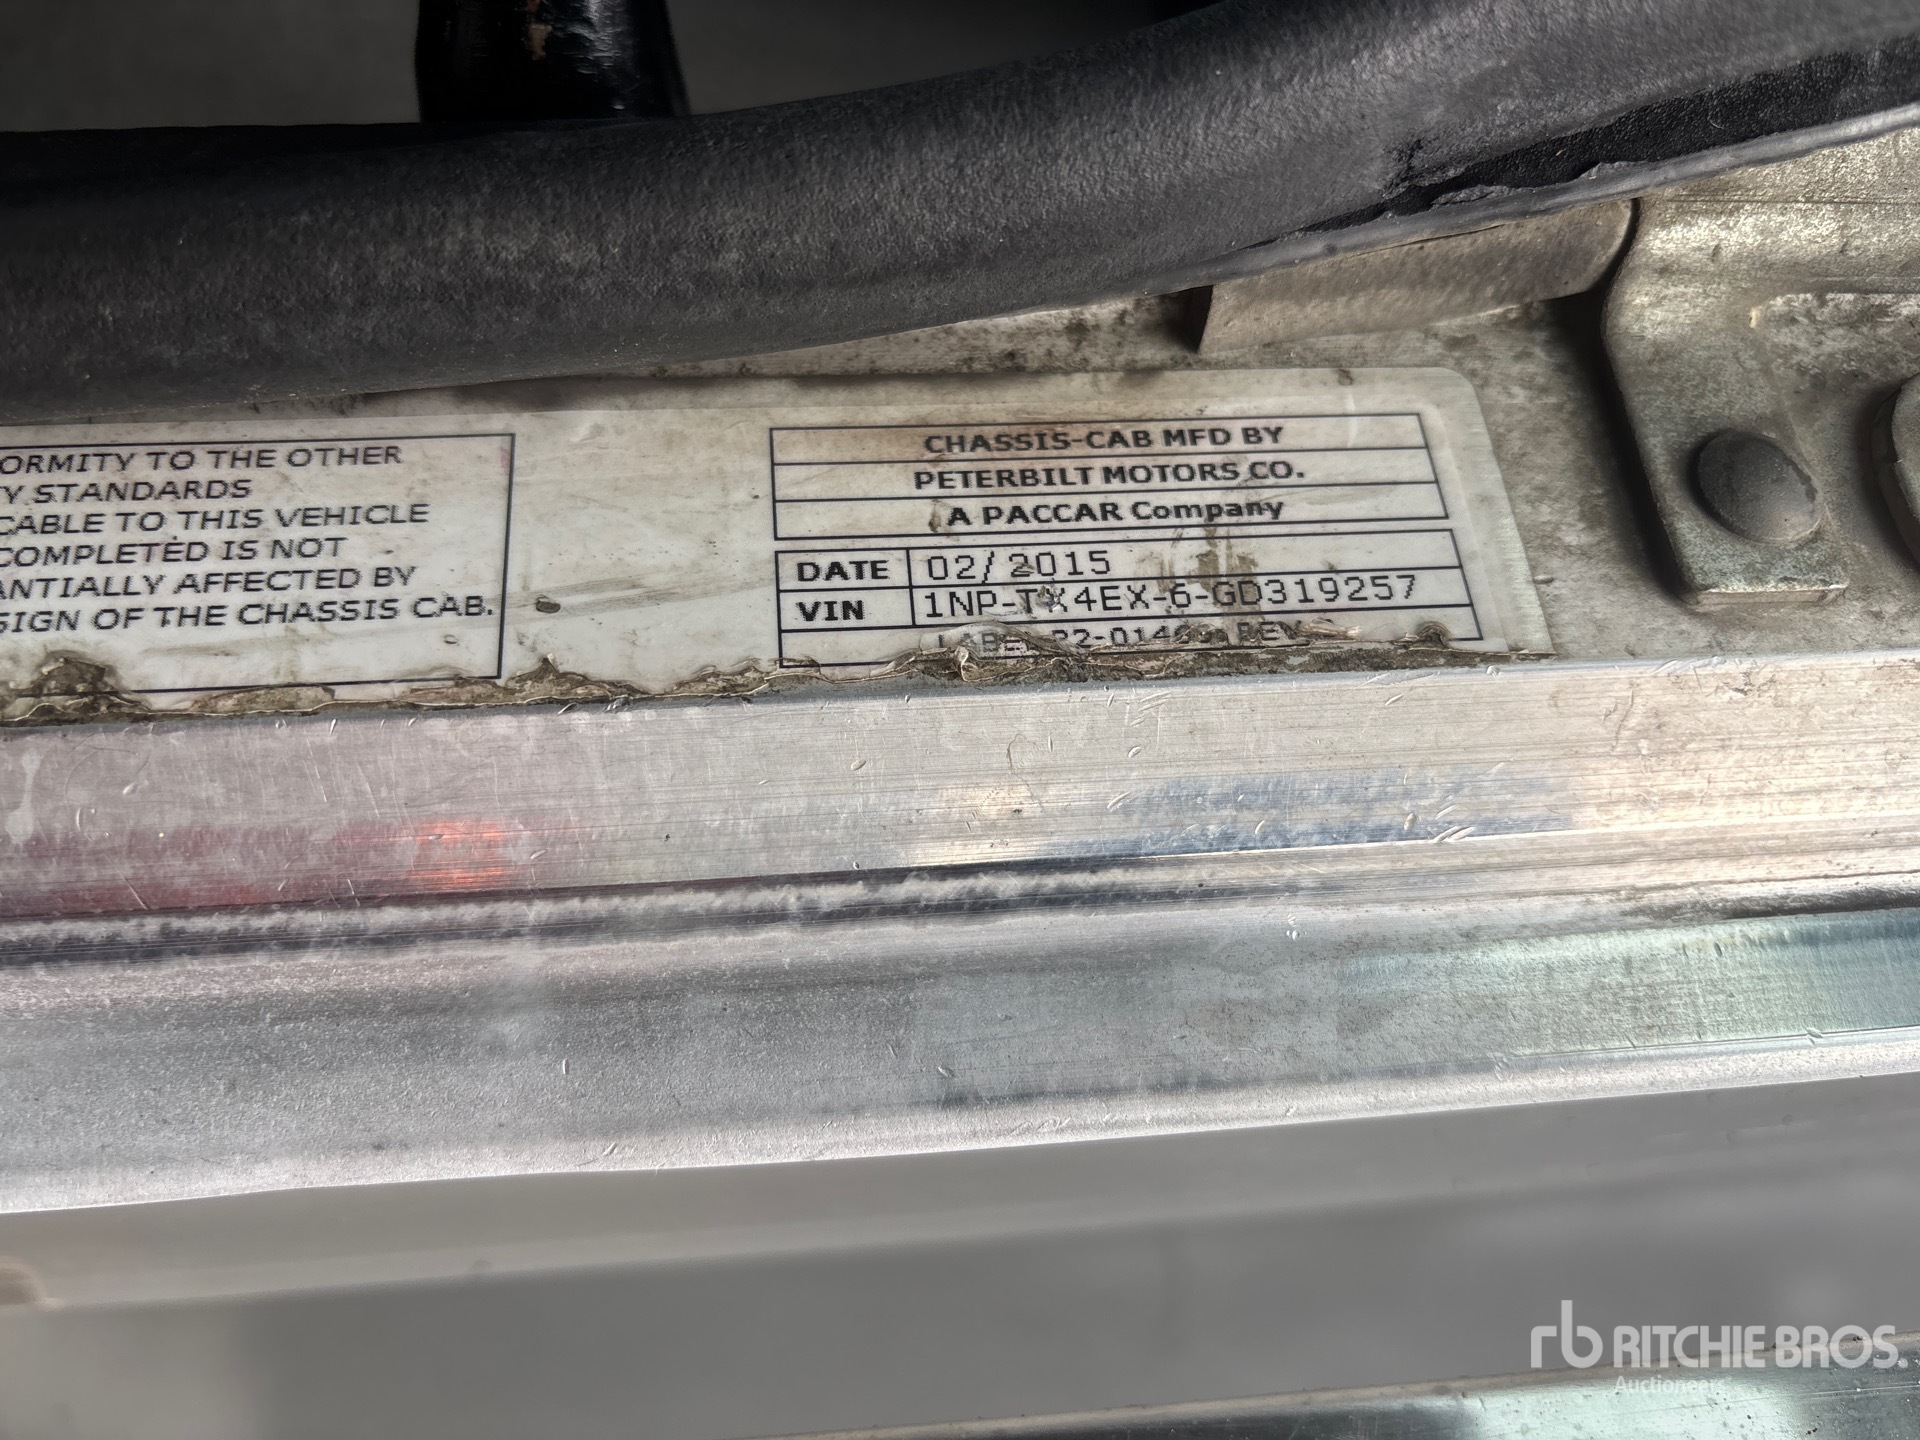 ORMITY TO THE OTHER
Y STANDARDS
CABLE TO THIS VEHICLE
COMPLETED IS NOT
ANTIALLY AFFECTED BY
SIGN OF THE CHASSIS CAB.
CHASSIS-CAB MFD BY
PETERBILT MOTORS CO.
A PACCAR Company
DATE 02/2015
VIN 1NP-TX4EX-6-GD319257
rb RITCHIE BROS.
Auctioneers